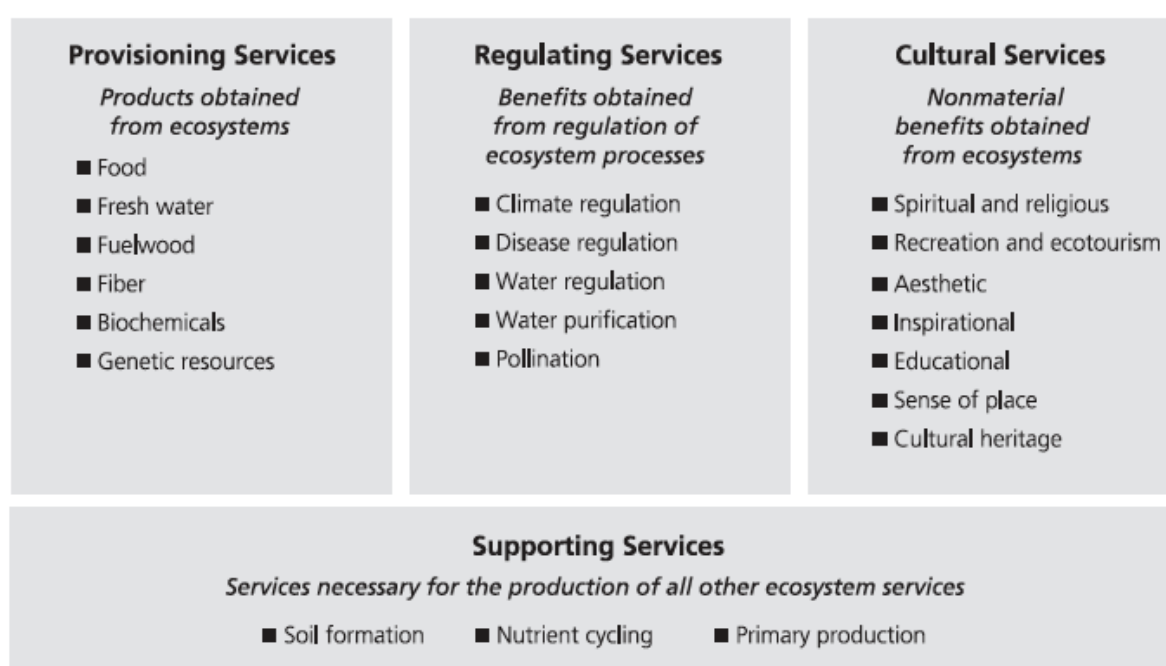 Provisioning Services
Products obtained
from ecosystems
■ Food
■ Fresh water
■ Fuelwood
■ Fiber
■ Biochemicals
■ Genetic resources
Regulating Services
Benefits obtained
from regulation of
ecosystem processes
■ Climate regulation
■ Disease regulation
■ Water regulation
■ Water purification
■ Pollination
Cultural Services
Nonmaterial
benefits obtained
from ecosystems
■ Spiritual and religious
■ Recreation and ecotourism
■ Aesthetic
■ Inspirational
■ Educational
■ Sense of place
■ Cultural heritage
Supporting Services
Services necessary for the production of all other ecosystem services
■ Soil formation ■ Nutrient cycling ■ Primary production